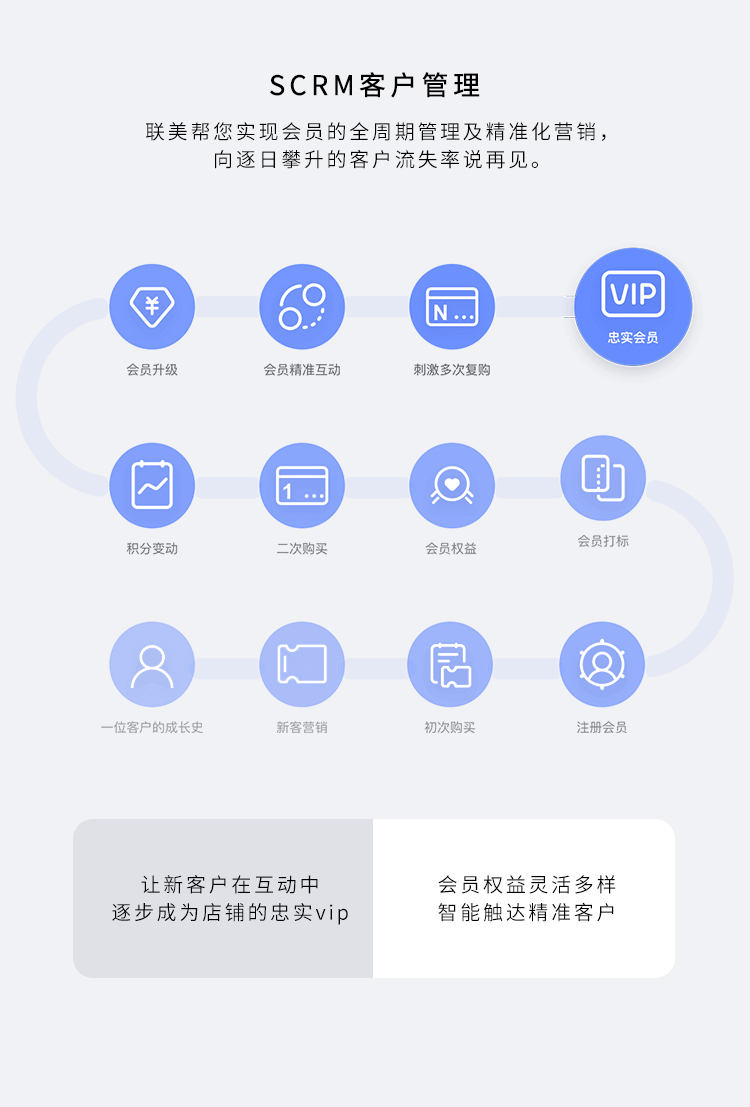 SCRM客户管理
联美帮您实现会员的全周期管理及精准化营销，
向逐日攀升的客户流失率说再见。
¥
N...
VIP
忠实会员
会员升级
会员精准互动
刺激多次复购
1...
积分变动
二次购买
会员权益
会员打标
一位客户的成长史
新客营销
初次购买
注册会员
让新客户在互动中
逐步成为店铺的忠实vip
会员权益灵活多样
智能触达精准客户